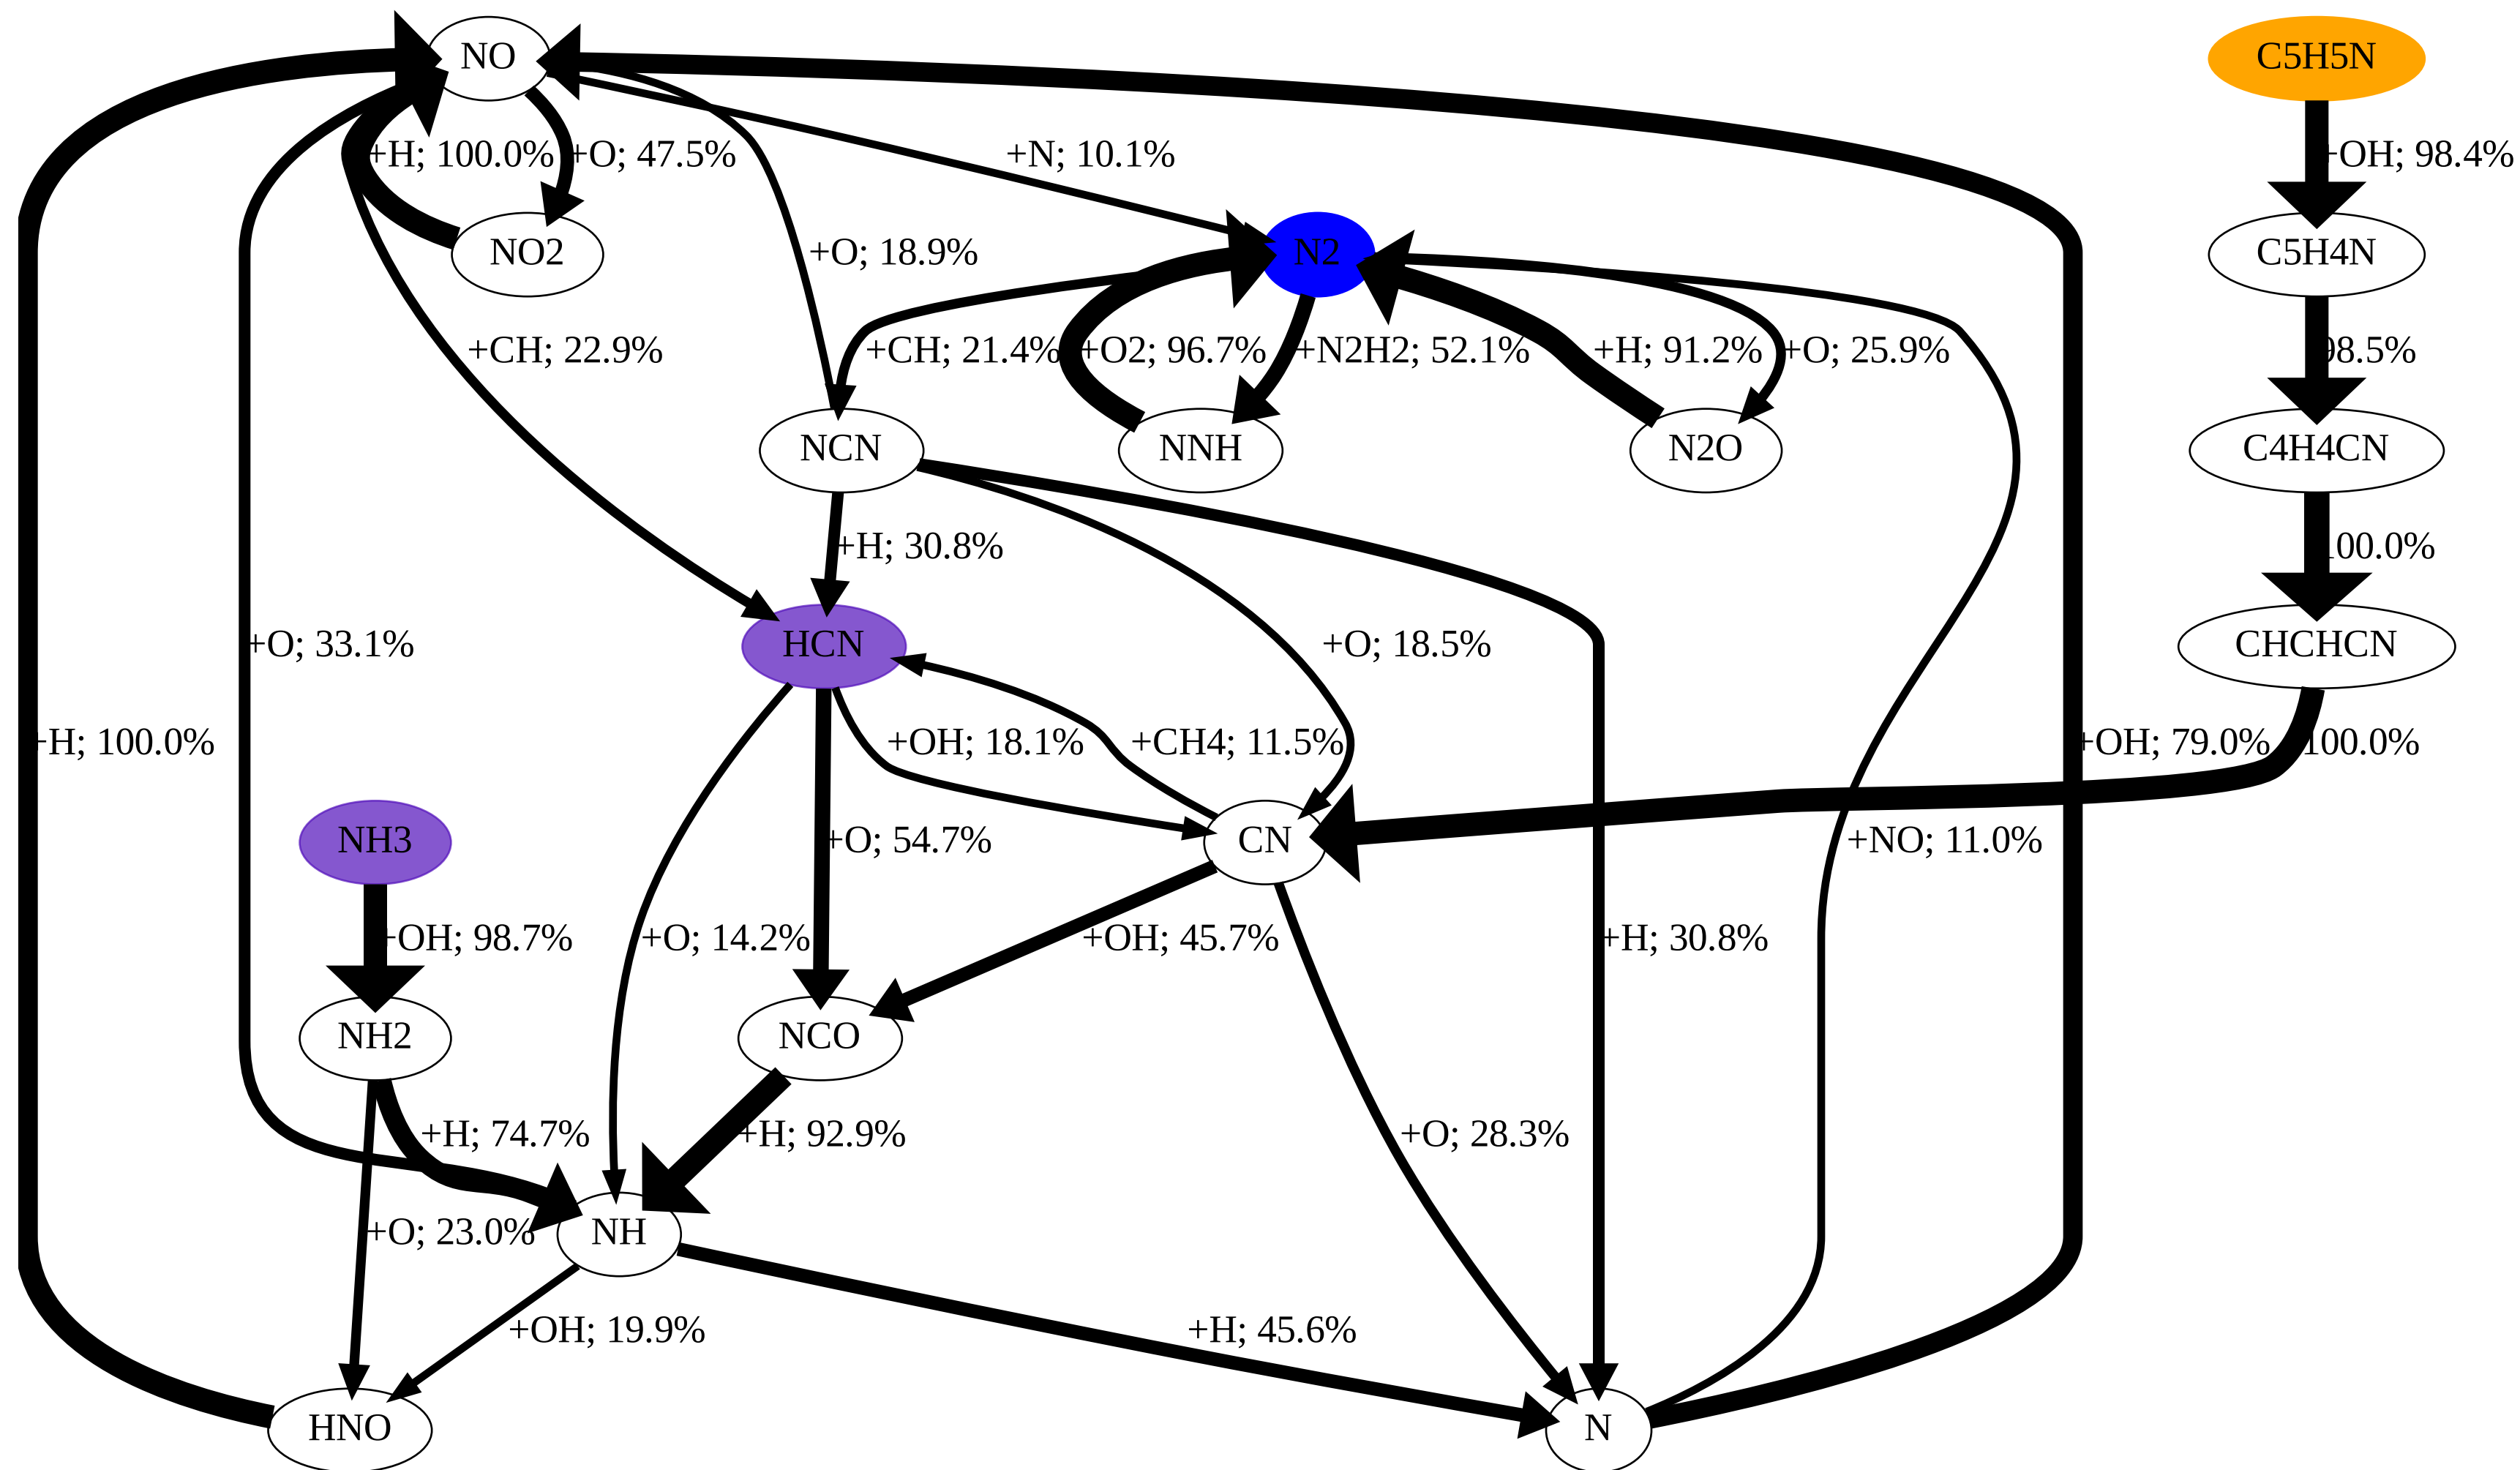 NO
C5H5N
+H; 100.0%
+O; 47.5%
+N; 10.1%
+OH; 98.4%
NO2
+O; 18.9%
N2
C5H4N
+CH; 22.9%
+CH; 21.4%
+O2; 96.7%
+N2H2; 52.1%
+H; 91.2%
+O; 25.9%
98.5%
NCN
NNH
N2O
C4H4CN
+H; 30.8%
100.0%
+O; 33.1%
HCN
+O; 18.5%
CHCHCN
+H; 100.0%
+OH; 18.1%
+CH4; 11.5%
+OH; 79.0%
100.0%
NH3
+O; 54.7%
CN
+NO; 11.0%
+OH; 98.7%
+O; 14.2%
+OH; 45.7%
+H; 30.8%
NH2
NCO
+H; 74.7%
+H; 92.9%
+O; 28.3%
+O; 23.0%
NH
+OH; 19.9%
+H; 45.6%
HNO
N